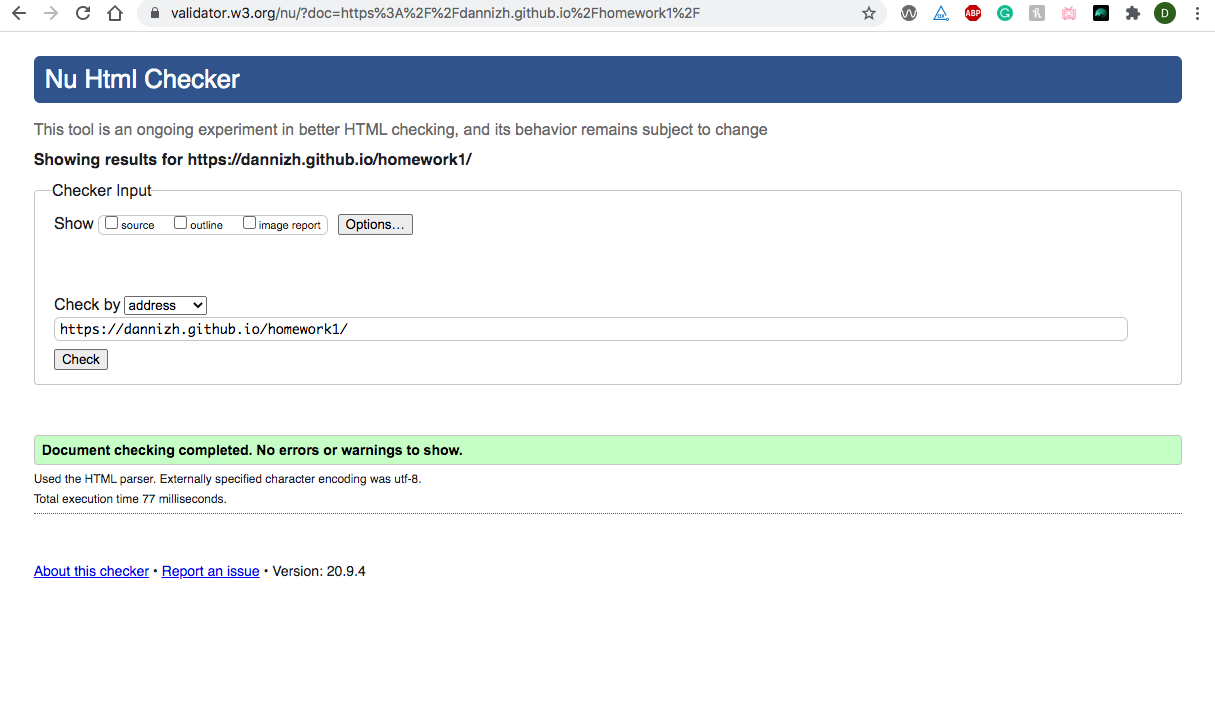 validator.w3.org/nu/?doc=https%3A%2F%2Fdannizh.github.io%2Fhomework1%2F
ABP
D
Nu Html Checker
This tool is an ongoing experiment in better HTML checking, and its behavior remains subject to change
Showing results for https://dannizh.github.io/homework1/
Checker Input
Show source outline image report Options...
Check by address
https://dannizh.github.io/homework1/
Check
Document checking completed. No errors or warnings to show.
Used the HTML parser. Externally specified character encoding was utf-8.
Total execution time 77 milliseconds.
About this checker • Report an issue • Version: 20.9.4